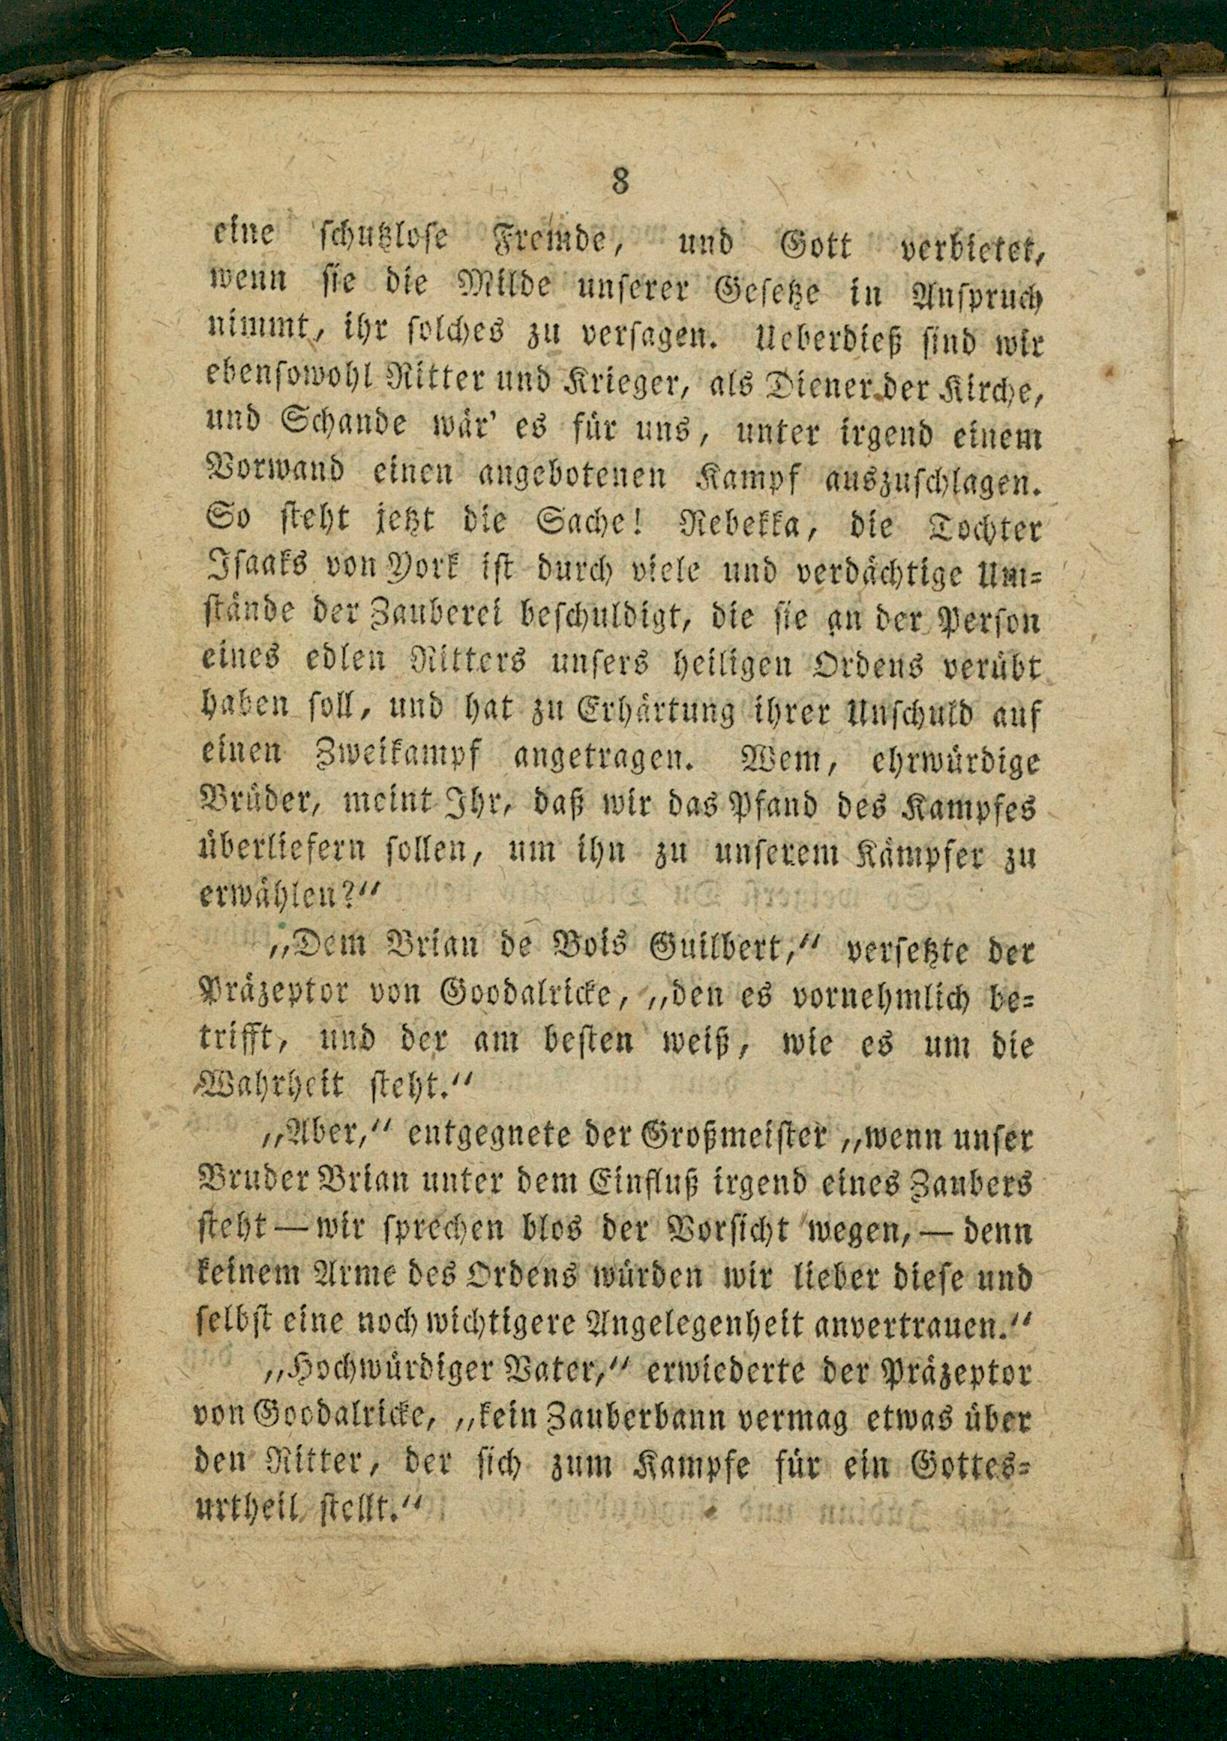 8
eine schutzlose Fremde, und Gott verbietet,
wenn sie die Milde unserer Gesetze in Anspruch
nimmt, ihr solches zu versagen. Ueberdieß sind wir
ebensowohl Ritter und Krieger, als Diener der Kirche,
und Schande wär' es für uns, unter irgend einem
Vorwand einen angebotenen Kampf auszuschlagen.
So steht jetzt die Sache! Rebekka, die Tochter
Isaaks von York ist durch viele und verdächtige Um⸗
stände der Zauberei beschuldigt, die sie an der Person
eines edlen Ritters unsers heiligen Ordens verübt
haben soll, und hat zu Erhärtung ihrer Unschuld auf
einen Zweikampf angetragen. Wem, ehrwürdige
Brüder, meint Ihr, daß wir das Pfand des Kampfes
überliefern sollen, um ihn zu unserem Kämpfer zu
erwählen?“
„Dem Brian de Bois Guilbert,“ versetzte der
Präzeptor von Goodalricke, „den es vornehmlich be⸗
trifft, und der am besten weiß, wie es um die
Wahrheit steht.“
„Aber,“ entgegnete der Großmeister „wenn unser
Bruder Brian unter dem Einfluß irgend eines Zaubers
steht — wir sprechen blos der Vorsicht wegen, — denn
keinem Arme des Ordens würden wir lieber diese und
selbst eine noch wichtigere Angelegenheit anvertrauen.“
„Hochwürdiger Vater,“ erwiederte der Präzeptor
von Goodalricke, „kein Zauberbann vermag etwas über
den Ritter, der sich zum Kampfe für ein Gottes⸗
urtheil stellt.“